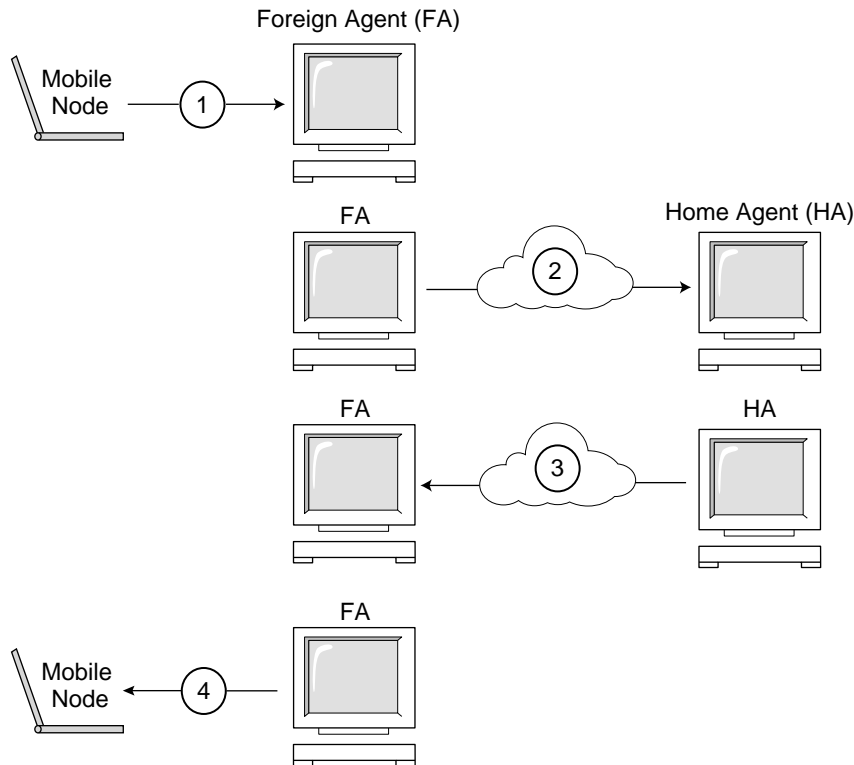 Foreign Agent (FA)
Mobile
Node
1
FA
Home Agent (HA)
2
FA
HA
3
FA
Mobile
Node
4